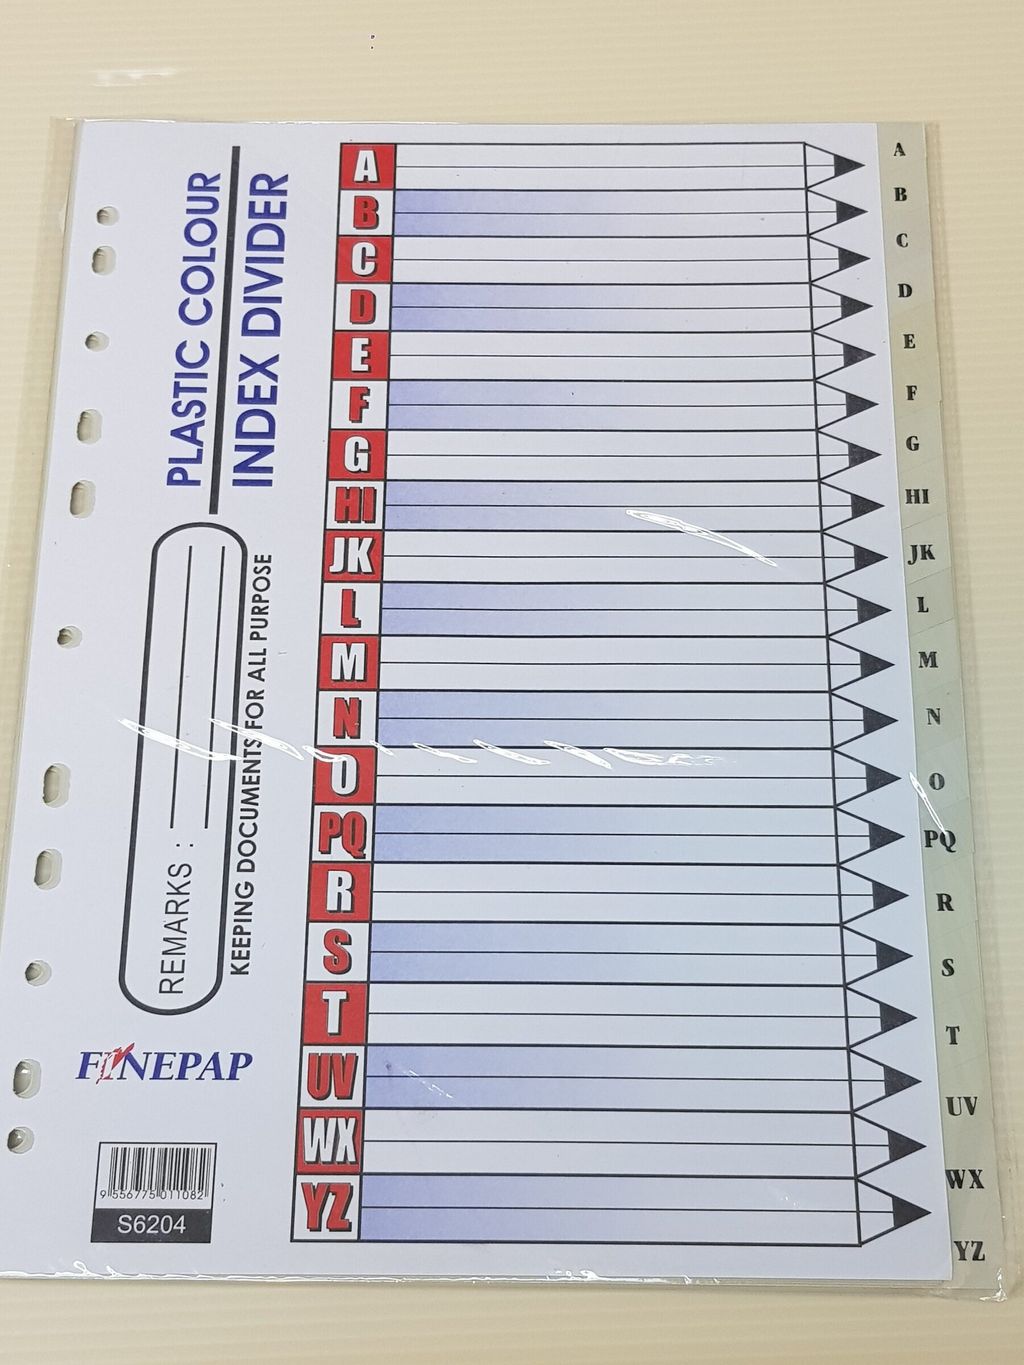 PLASTIC COLOUR
INDEX DIVIDER
REMARKS :
KEEPING DOCUMENTS FOR ALL PURPOSE
FINEPAP
9 556775 011082
S6204
A
B
C
D
E
F
G
HI
JK
L
M
N
O
PQ
R
S
T
UV
WX
YZ
A
B
C
D
E
F
G
HI
JK
L
M
N
O
PQ
R
S
T
UV
WX
YZ